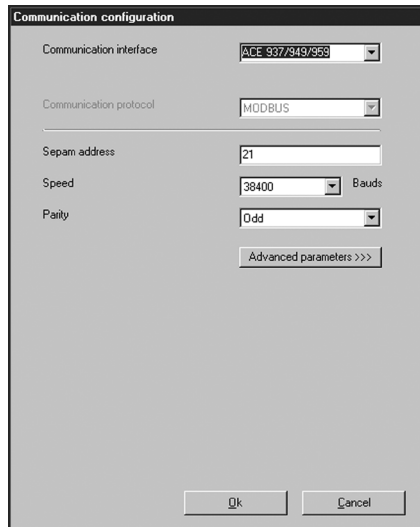 Communication configuration
Communication interface ACE 937/949/959
Communication protocol MODBUS
Sepam address 21
Speed 38400 Bauds
Parity Odd
Advanced parameters >>>
Ok Cancel